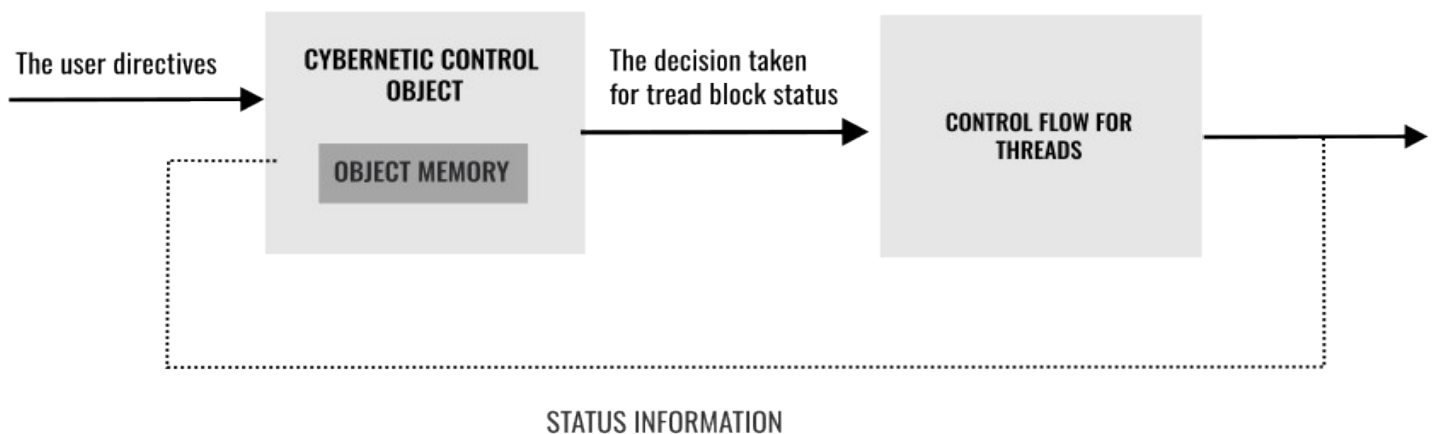 The user directives
CYBERNETIC CONTROL
OBJECT
OBJECT MEMORY
The decision taken
for tread block status
CONTROL FLOW FOR
THREADS
STATUS INFORMATION